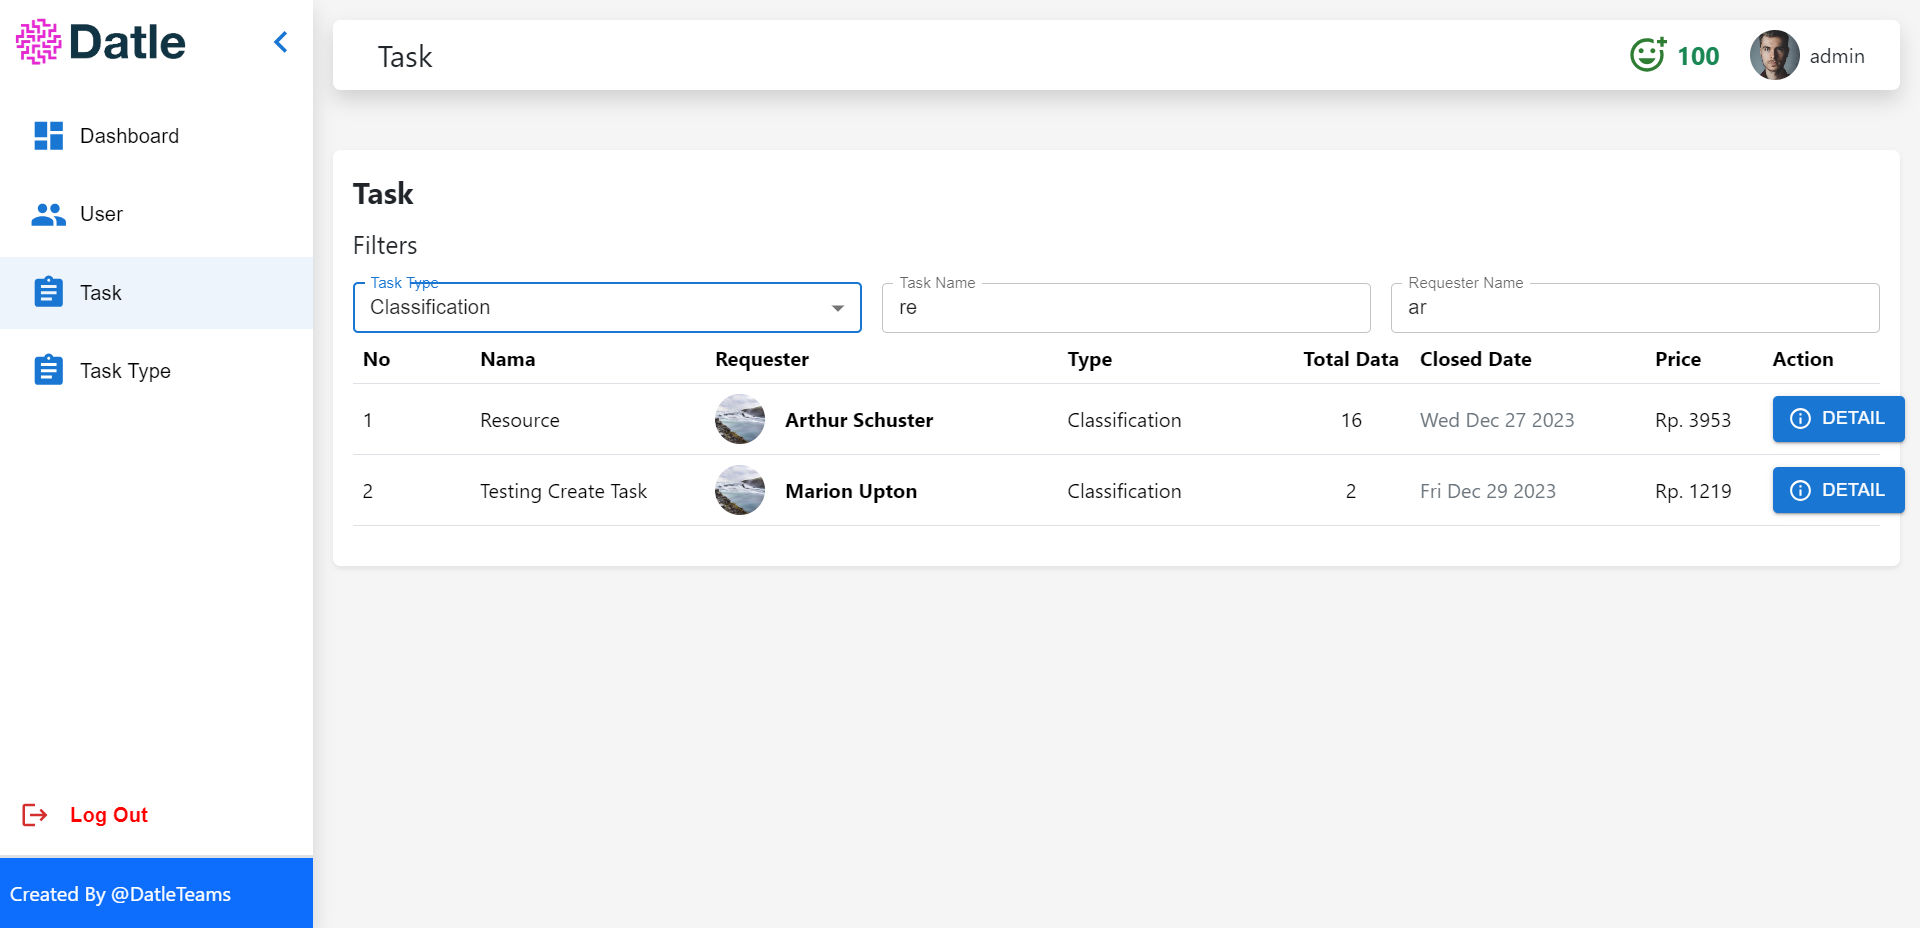 Datle
Task
100
admin
Dashboard
User
Task
Task Type
Log Out
Created By @DatleTeams
Task
Filters
Task Type
Classification
Task Name
re
Requester Name
ar
No Nama Requester Type Total Data Closed Date Price Action
1 Resource Arthur Schuster Classification 16 Wed Dec 27 2023 Rp. 3953 DETAIL
2 Testing Create Task Marion Upton Classification 2 Fri Dec 29 2023 Rp. 1219 DETAIL